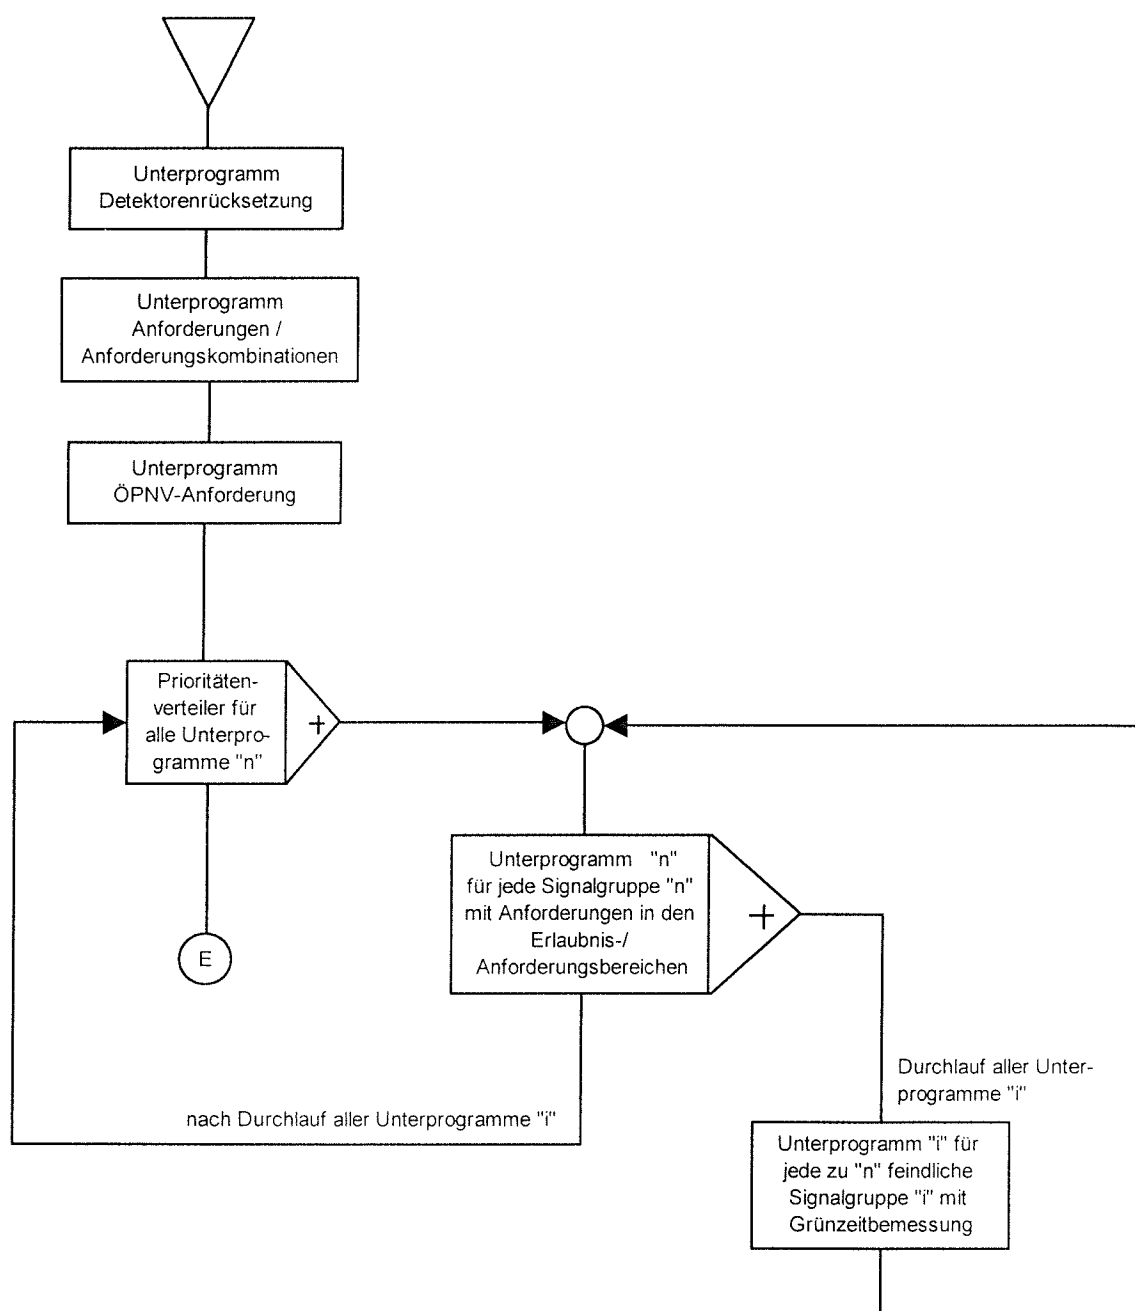 Unterprogramm
Detektorenrücksetzung
Unterprogramm
Anforderungen /
Anforderungskombinationen
Unterprogramm
ÖPNV-Anforderung
Prioritäten-
verteiler für
alle Unterpro-
gramme "n"
+
E
Unterprogramm "n"
für jede Signalgruppe "n"
mit Anforderungen in den
Erlaubnis-/
Anforderungsbereichen
+
nach Durchlauf aller Unterprogramme "i"
Durchlauf aller Unter-
programme "i"
Unterprogramm "i" für
jede zu "n" feindliche
Signalgruppe "i" mit
Grünzeitbemessung